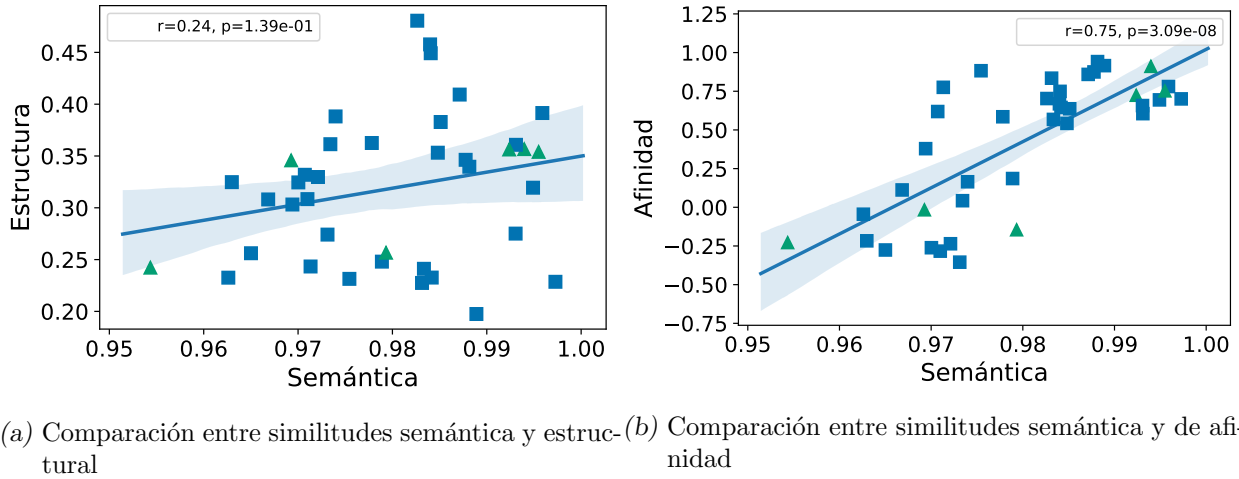 r=0.24, p=1.39e-01
0.45
0.40
0.35
0.30
0.25
0.20
Estructura
0.95 0.96 0.97 0.98 0.99 1.00
Semántica
(a) Comparación entre similitudes semántica y estruc-
tural
r=0.75, p=3.09e-08
1.25
1.00
0.75
0.50
0.25
0.00
−0.25
−0.50
−0.75
Afinidad
0.95 0.96 0.97 0.98 0.99 1.00
Semántica
(b) Comparación entre similitudes semántica y de afi-
nidad